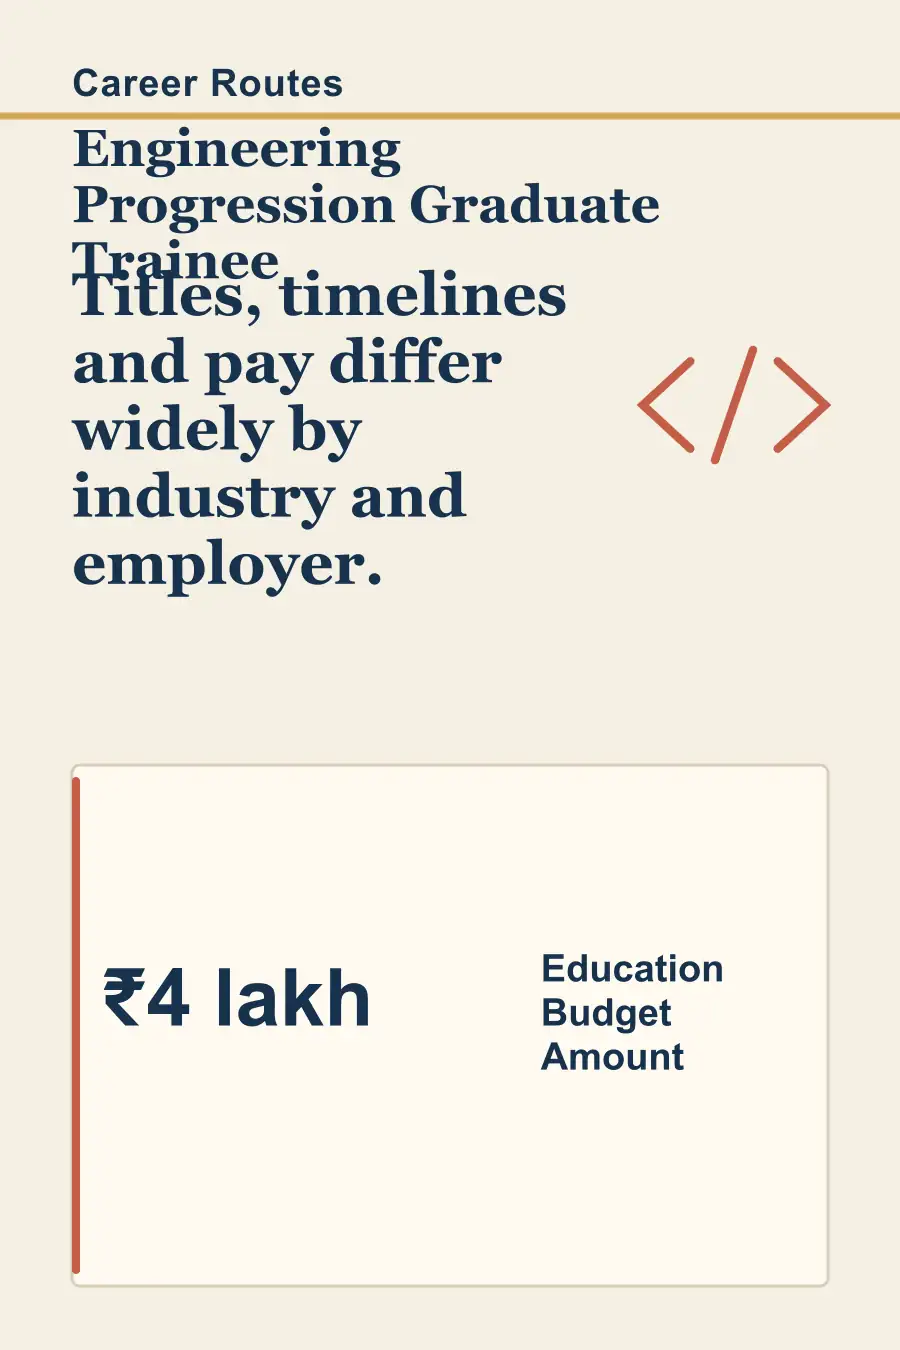 Career Routes
Engineering
Progression Graduate
Trainee
Titles, timelines
and pay differ
widely by
industry and
employer.
</>
₹4 lakh
Education
Budget
Amount